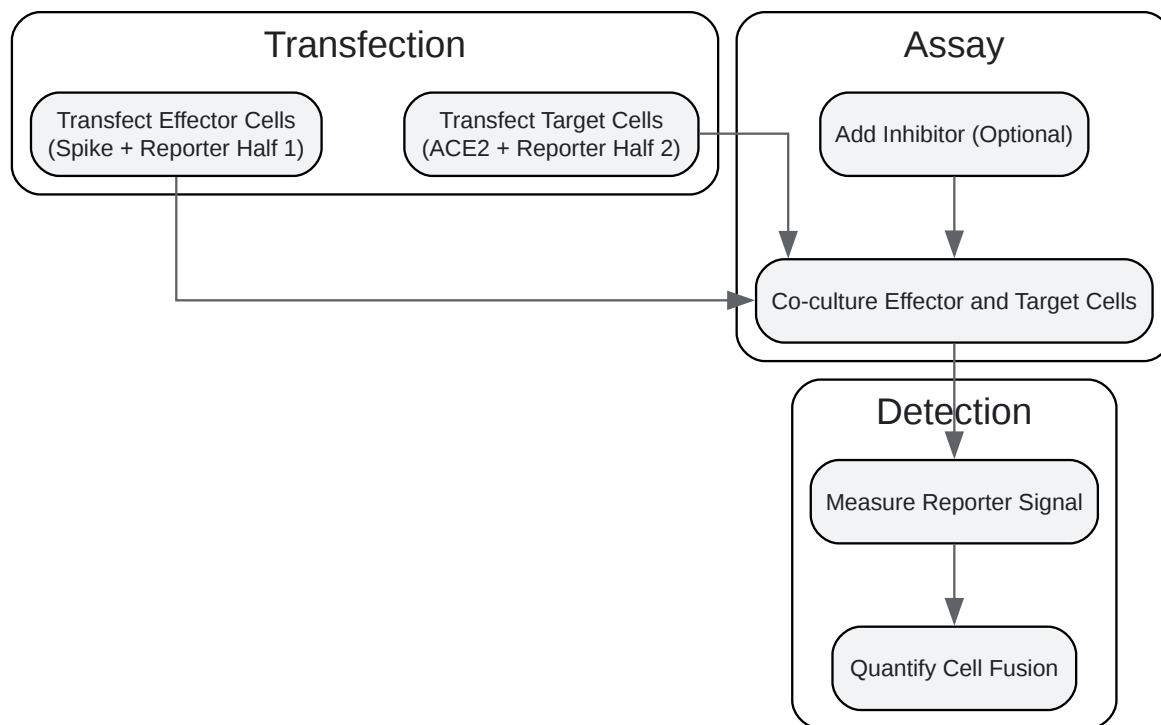 Transfection
Transfect Effector Cells
(Spike + Reporter Half 1)
Transfect Target Cells
(ACE2 + Reporter Half 2)
Assay
Add Inhibitor (Optional)
Co-culture Effector and Target Cells
Detection
Measure Reporter Signal
Quantify Cell Fusion